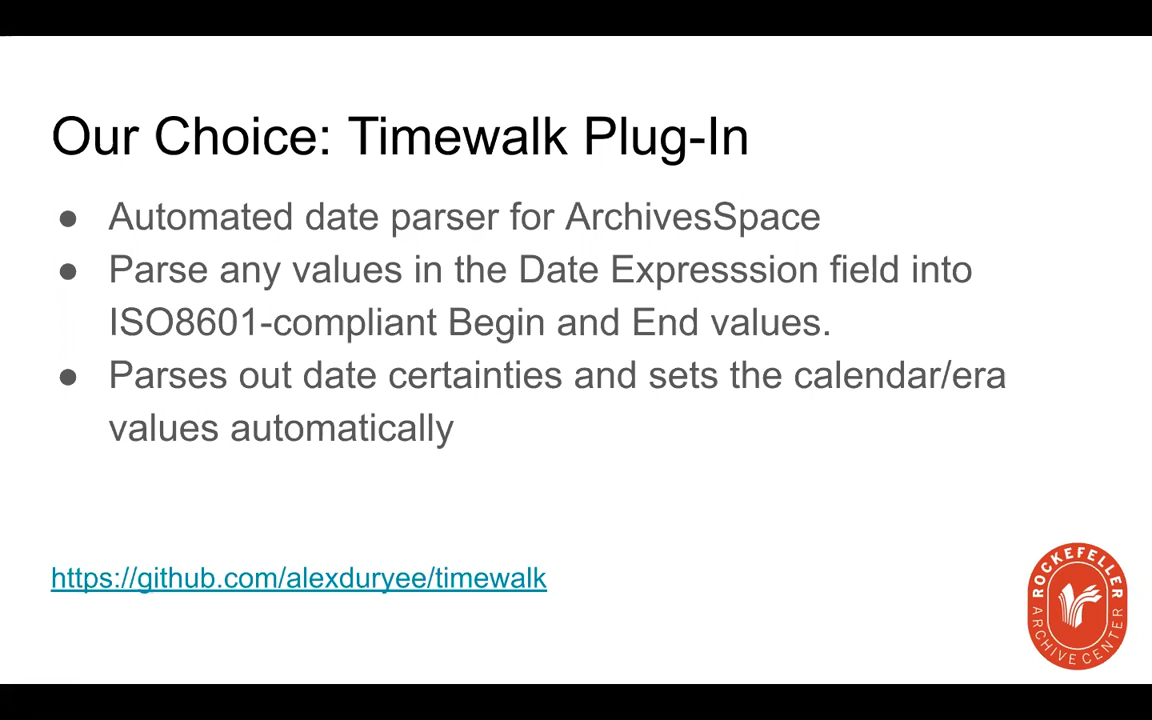 Our Choice: Timewalk Plug-In
● Automated date parser for ArchivesSpace
● Parse any values in the Date Expresssion field into
ISO8601-compliant Begin and End values.
● Parses out date certainties and sets the calendar/era
values automatically
https://github.com/alexduryee/timewalk
ROCKEFELLER
ARCHIVE CENTER